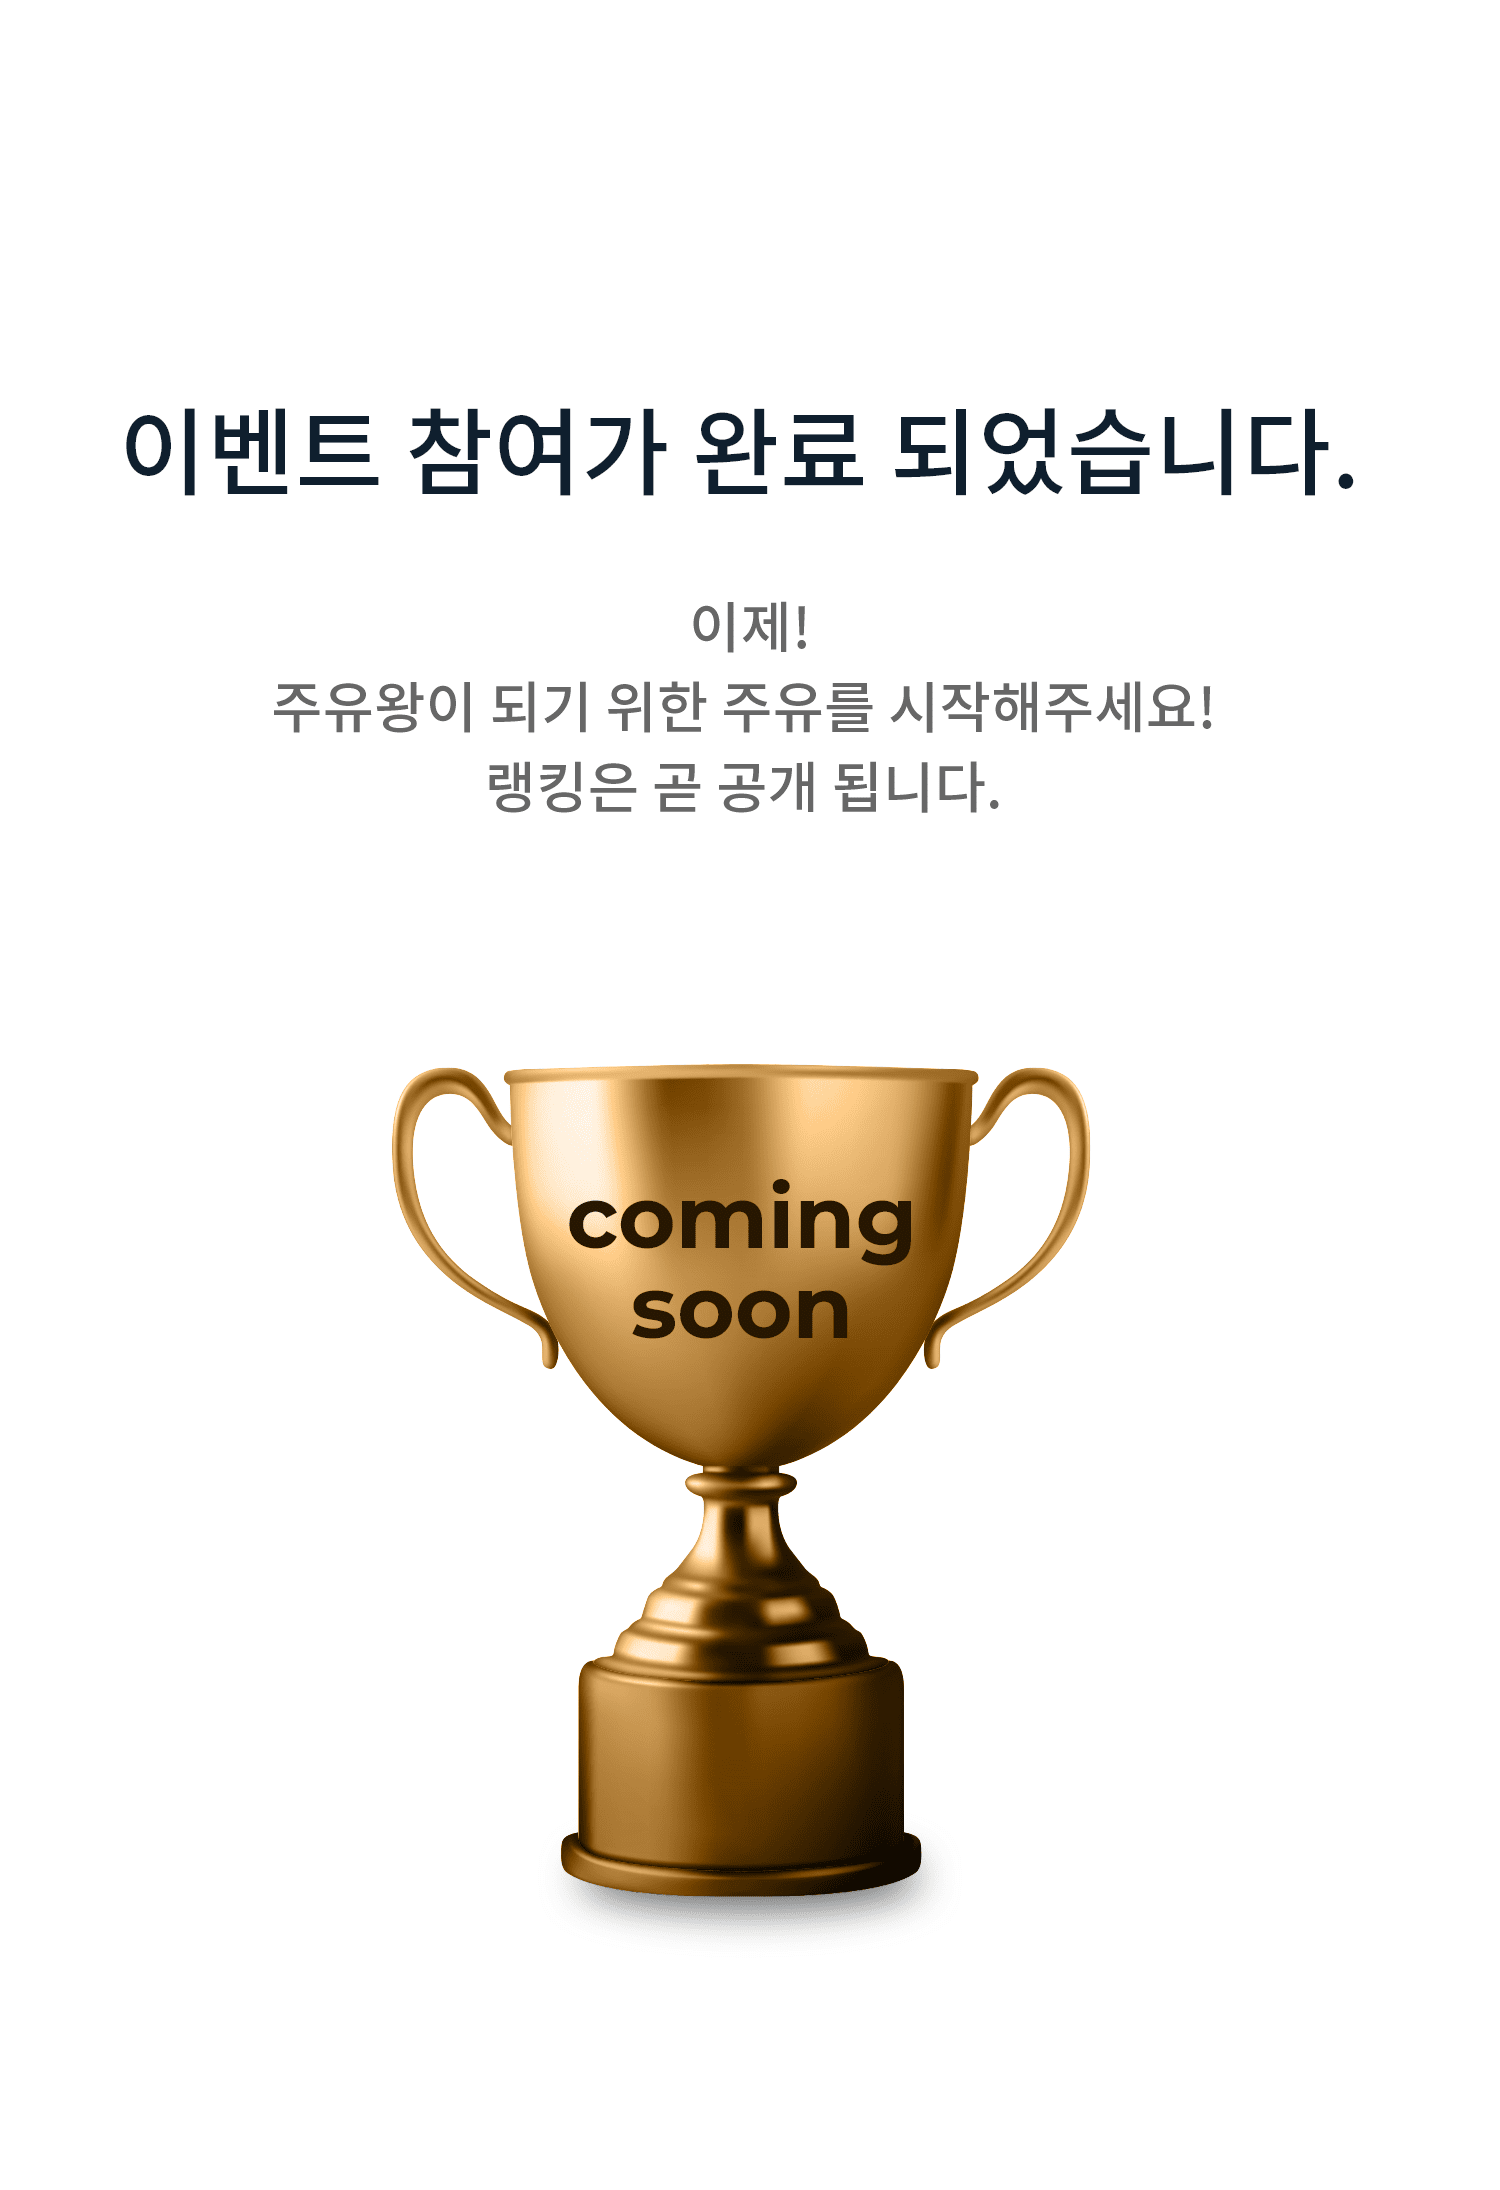 이벤트 참여가 완료 되었습니다.
이제!
주유왕이 되기 위한 주유를 시작해주세요!
랭킹은 곧 공개 됩니다.
coming
soon